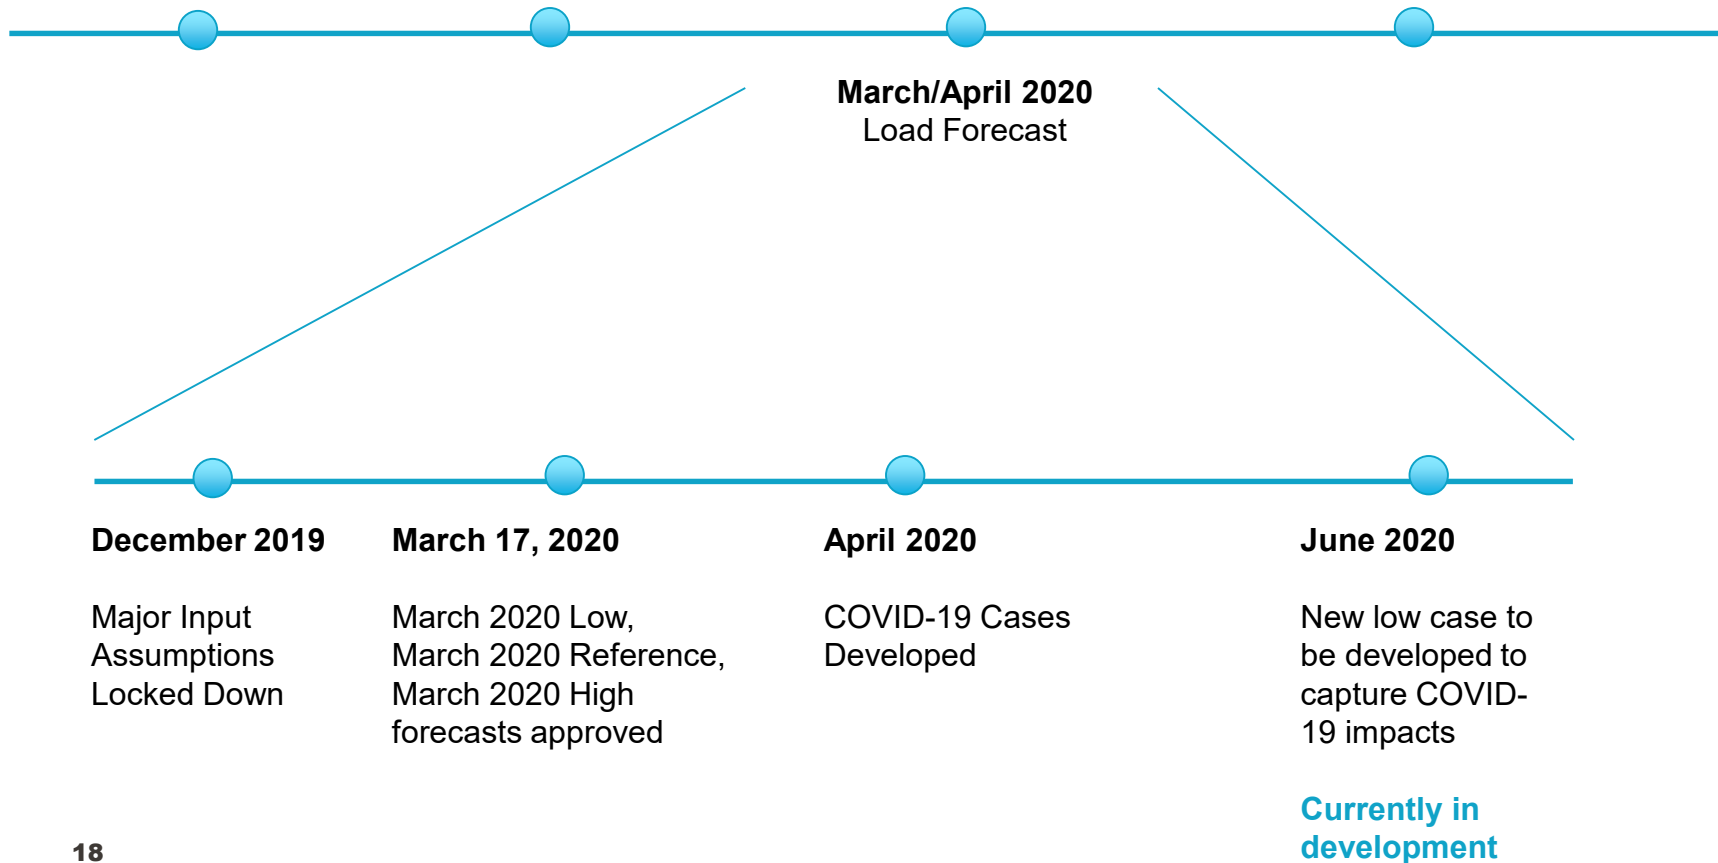 March/April 2020
Load Forecast
December 2019
Major Input
Assumptions
Locked Down
March 17, 2020
March 2020 Low,
March 2020 Reference,
March 2020 High
forecasts approved
April 2020
COVID-19 Cases
Developed
June 2020
New low case to
be developed to
capture COVID-
19 impacts
Currently in
development
18